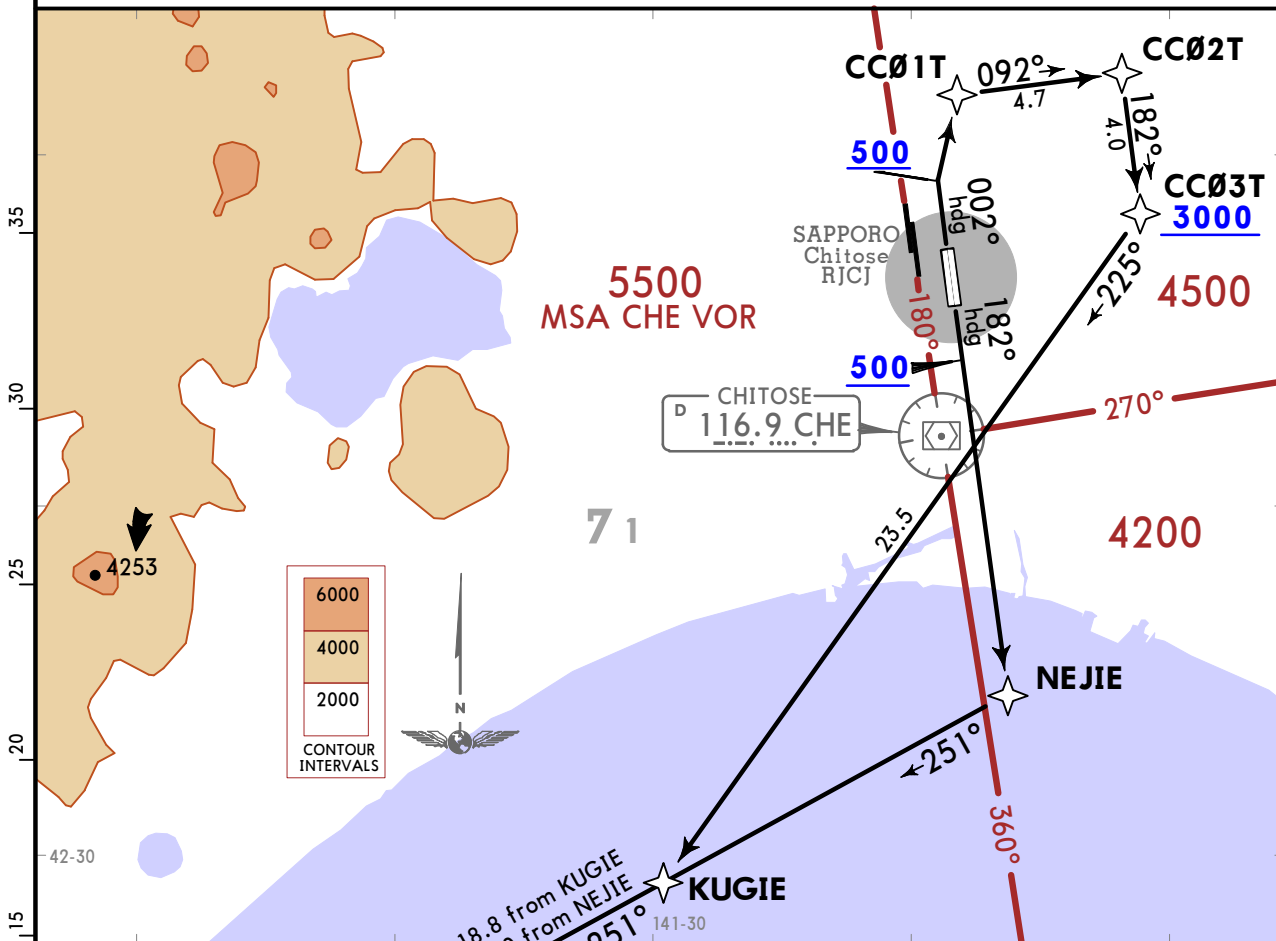 CCØ1T
092°
4.7
CCØ2T
182°
4.0
CCØ3T
3000
500
002°
hdg
SAPPORO
Chitose
RJCJ
35
5500
MSA CHE VOR
180°
182°
hdg
225°
4500
500
CHITOSE
D 116.9 CHE
270°
30
7 1
23.5
4200
4253
25
6000
4000
2000
CONTOUR
INTERVALS
N
NEJIE
251°
20
360°
42-30
18.8 from KUGIE
from NEJIE
KUGIE
251°
141-30
15